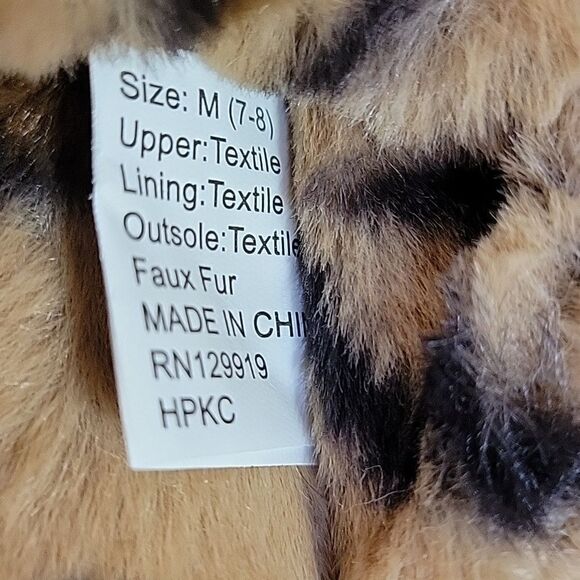 Size: M (7-8)
Upper:Textile
Lining:Textile
Outsole:Textile
Faux Fur
MADE IN CHI
RN129919
HPKC